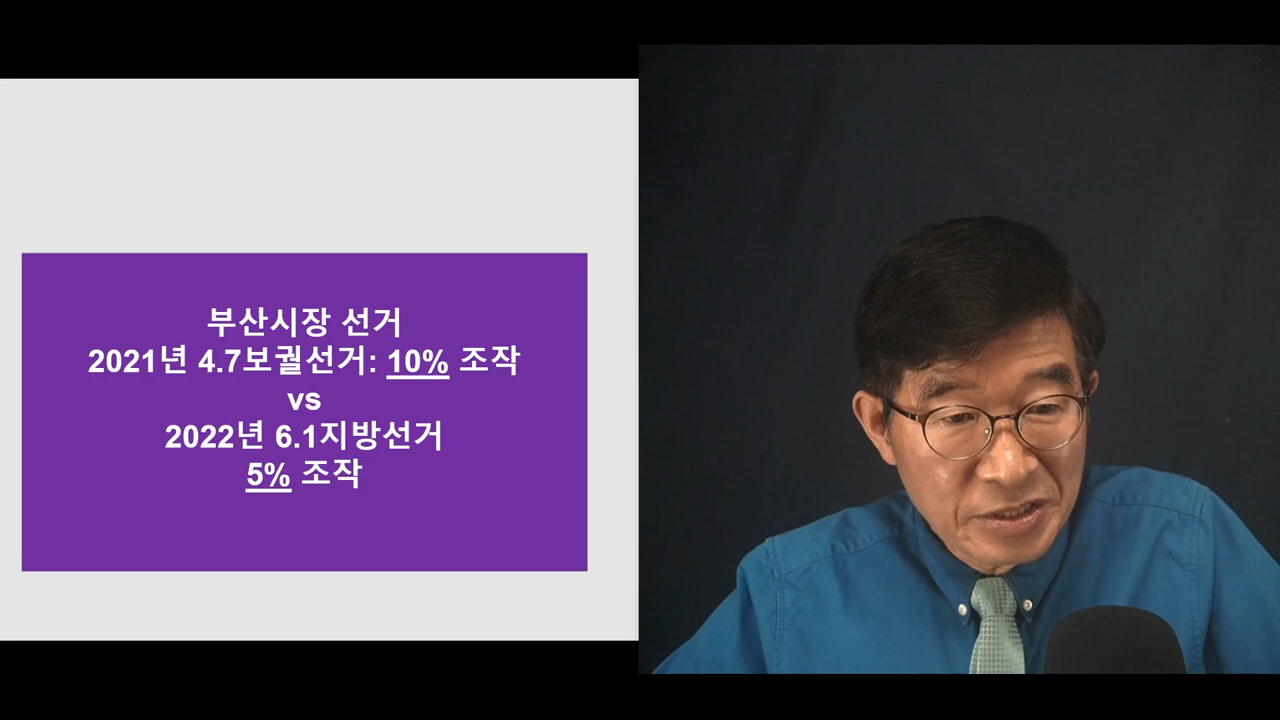 부산시장 선거
2021년 4.7보궐선거: 10% 조작
vs
2022년 6.1지방선거
5% 조작